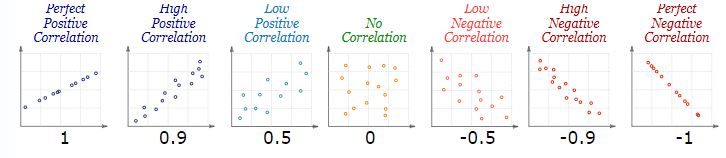 Perfect
Positive
Correlation
High
Positive
Correlation
Low
Positive
Correlation
No
Correlation
Low
Negative
Correlation
High
Negative
Correlation
Perfect
Negative
Correlation
1
0.9
0.5
0
-0.5
-0.9
-1